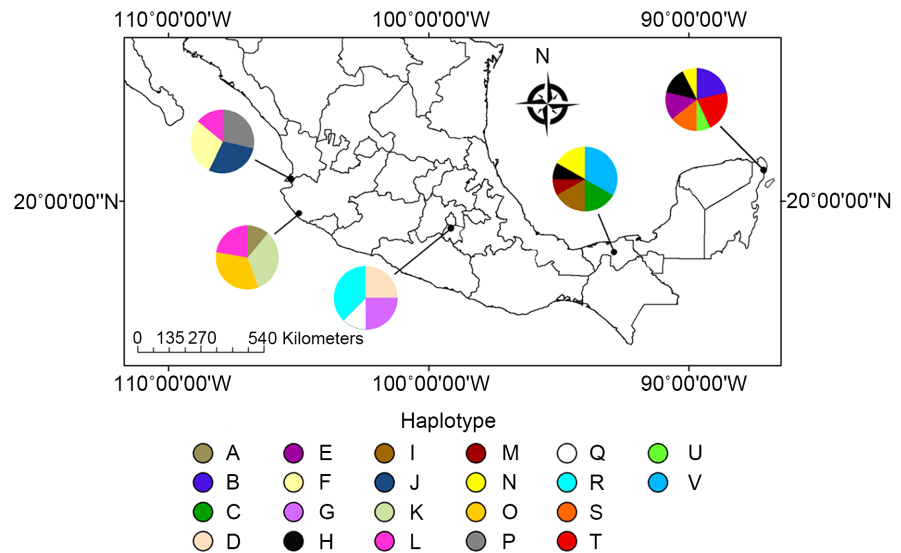 110°00'00"W 100°00'00"W 90°00'00"W
N
20°00'00"N 20°00'00"N
0 135 270 540 Kilometers
110°00'00"W 100°00'00"W 90°00'00"W
Haplotype
A E I M Q U
B F J N R V
C G K O S
D H L P T